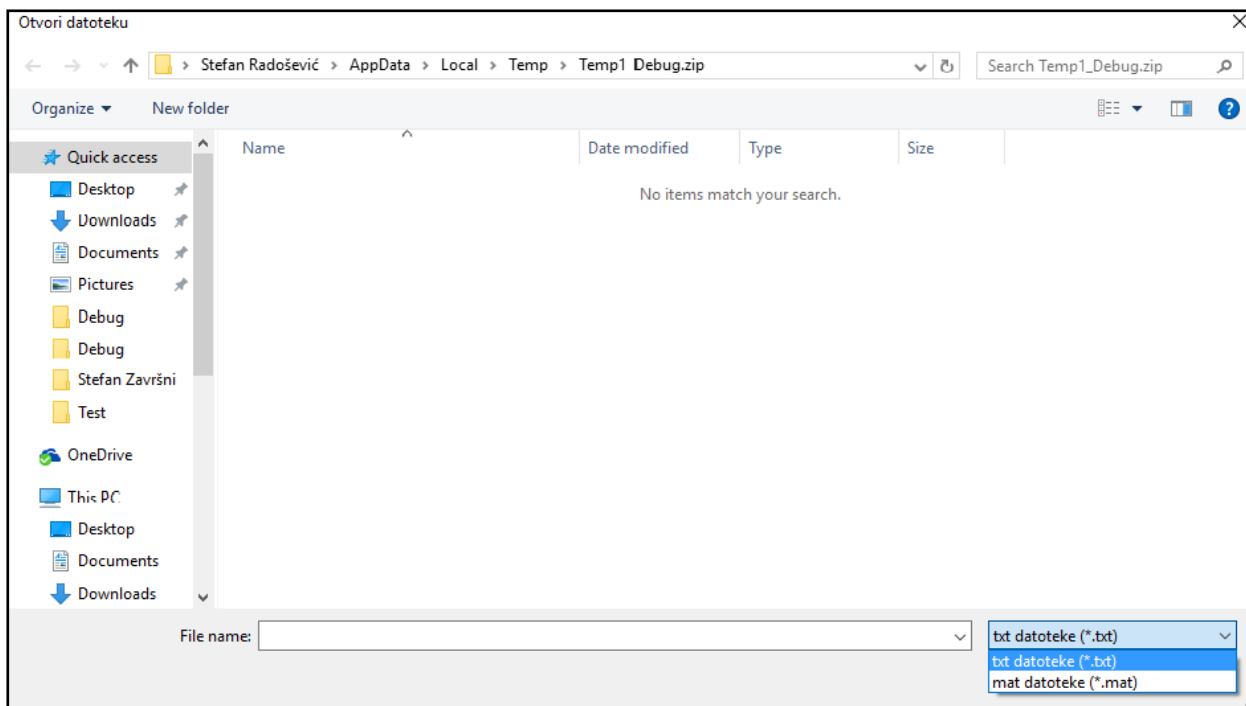 Otvori datoteku
Stefan Radošević > AppData > Local > Temp > Temp1 Debug.zip
Search Temp1_Debug.zip
Organize
New folder
Name
Date modified
Type
Size
No items match your search.
Quick access
Desktop
Downloads
Documents
Pictures
Debug
Debug
Stefan Završni
Test
OneDrive
This PC
Desktop
Documents
Downloads
File name:
txt datoteke (*.txt)
txt datoteke (*.txt)
mat datoteke (*.mat)